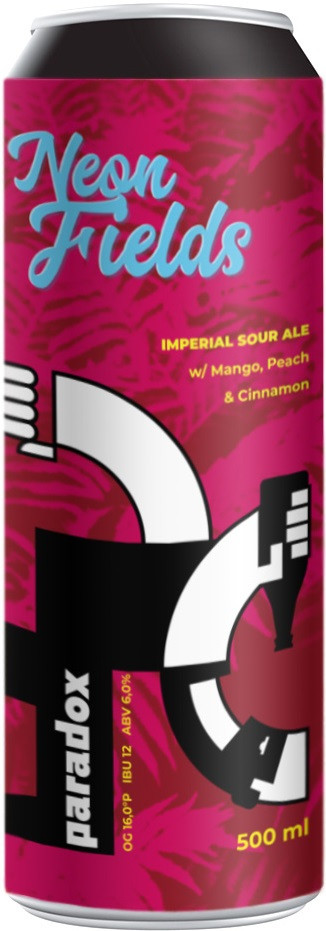 Neon
Fields
IMPERIAL SOUR ALE
w/ Mango, Peach
& Cinnamon
paradox
OG 16,0°P   IBU 12   ABV 6,0%
500 ml